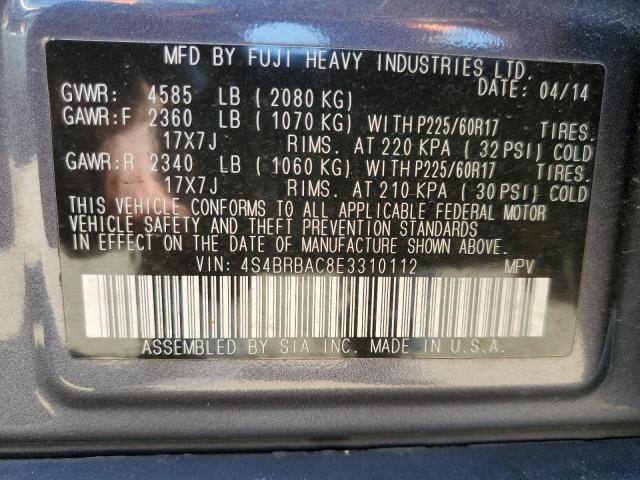 MFD BY FUJI HEAVY INDUSTRIES LTD.
DATE: 04/14
GVWR: 4585 LB (2080 KG)
GAWR:F 2360 LB (1070 KG) WITH P225/60R17 TIRES.
17X7J RIMS. AT 220 KPA (32 PSI) COLD
GAWR:R 2340 LB (1060 KG) WITH P225/60R17 TIRES.
17X7J RIMS. AT 210 KPA (30 PSI) COLD
THIS VEHICLE CONFORMS TO ALL APPLICABLE FEDERAL MOTOR
VEHICLE SAFETY AND THEFT PREVENTION STANDARDS
IN EFFECT ON THE DATE OF MANUFACTURE SHOWN ABOVE.
VIN: 4S4BRBAC8E3310112 MPV
ASSEMBLED BY SIA INC. MADE IN U.S.A.